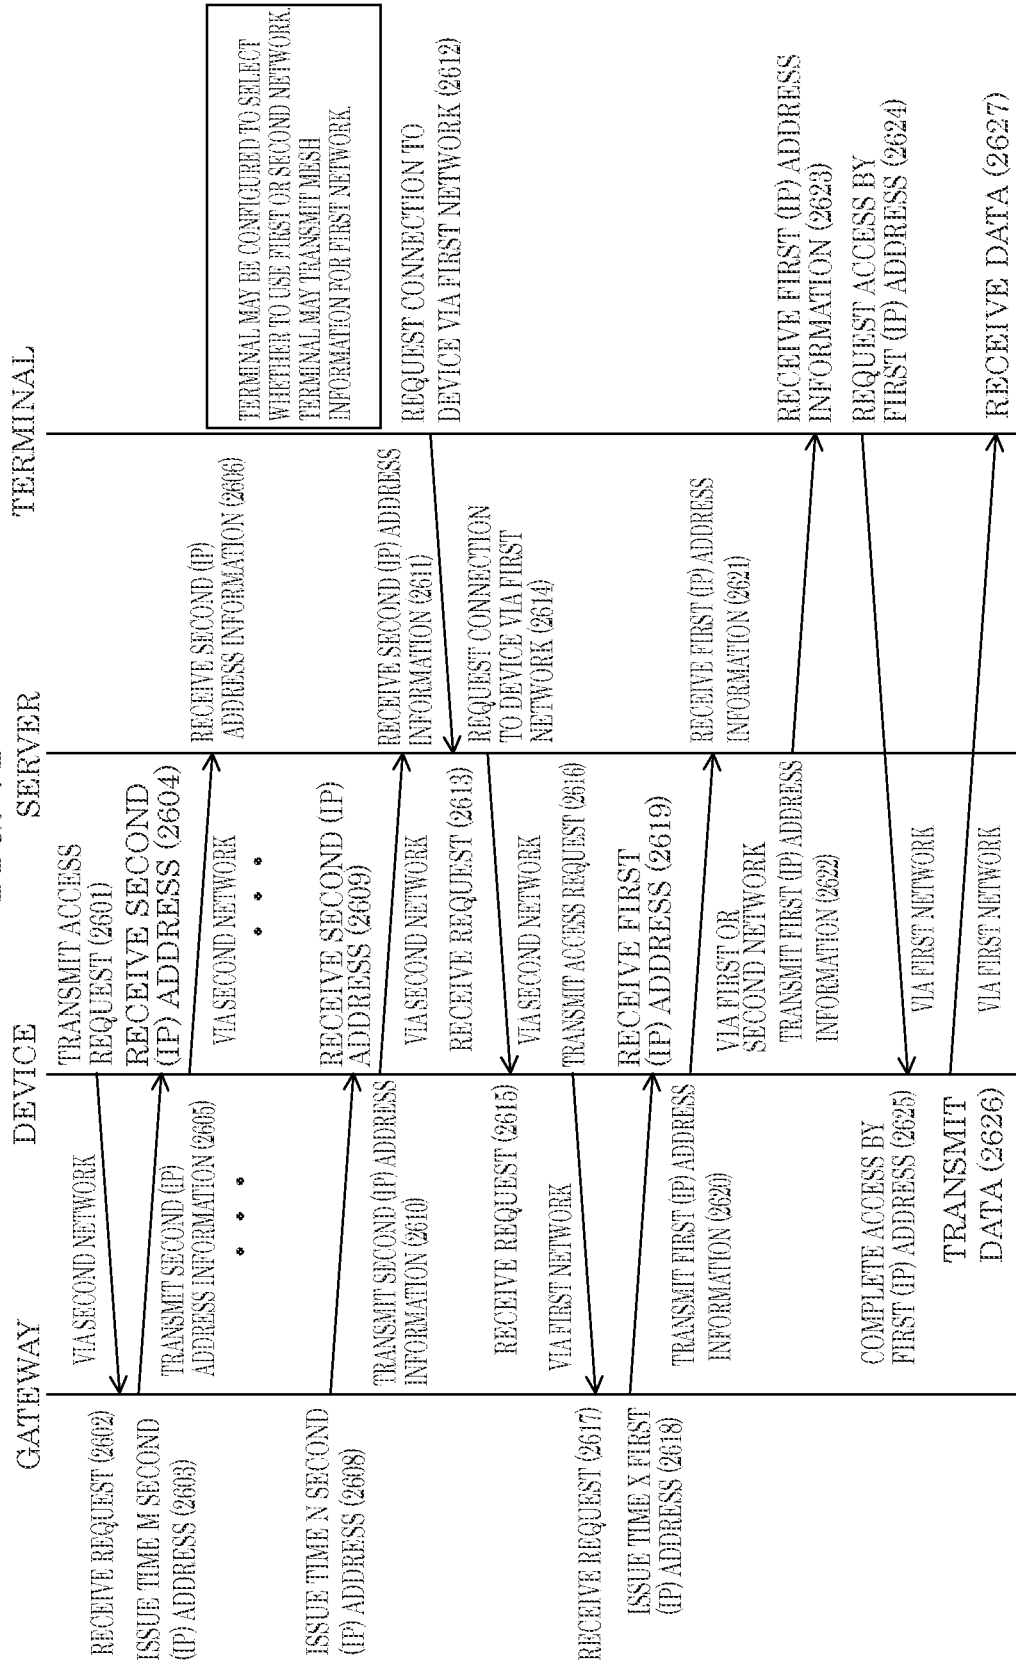 GATEWAY
DEVICE
SERVER
TERMINAL
TRANSMIT ACCESS
REQUEST (2601)
VIA SECOND NETWORK
RECEIVE REQUEST (2602)
ISSUE TIME M SECOND
(IP) ADDRESS (2603)
RECEIVE SECOND
(IP) ADDRESS (2604)
TRANSMIT SECOND (IP)
ADDRESS INFORMATION (2605)
VIA SECOND NETWORK
RECEIVE SECOND (IP)
ADDRESS INFORMATION (2606)
TERMINAL MAY BE CONFIGURED TO SELECT
WHETHER TO USE FIRST OR SECOND NETWORK.
TERMINAL MAY TRANSMIT MESH
INFORMATION FOR FIRST NETWORK.
ISSUE TIME N SECOND
(IP) ADDRESS (2608)
RECEIVE SECOND (IP)
ADDRESS (2609)
TRANSMIT SECOND (IP) ADDRESS
INFORMATION (2610)
VIA SECOND NETWORK
RECEIVE SECOND (IP) ADDRESS
INFORMATION (2611)
REQUEST CONNECTION TO
DEVICE VIA FIRST NETWORK (2612)
RECEIVE REQUEST (2613)
REQUEST CONNECTION
TO DEVICE VIA FIRST
NETWORK (2614)
VIA SECOND NETWORK
RECEIVE REQUEST (2615)
TRANSMIT ACCESS REQUEST (2616)
VIA FIRST NETWORK
RECEIVE REQUEST (2617)
ISSUE TIME X FIRST
(IP) ADDRESS (2618)
RECEIVE FIRST
(IP) ADDRESS (2619)
TRANSMIT FIRST (IP) ADDRESS
INFORMATION (2620)
VIA FIRST OR
SECOND NETWORK
RECEIVE FIRST (IP) ADDRESS
INFORMATION (2621)
TRANSMIT FIRST (IP) ADDRESS
INFORMATION (2622)
RECEIVE FIRST (IP) ADDRESS
INFORMATION (2623)
REQUEST ACCESS BY
FIRST (IP) ADDRESS (2624)
VIA FIRST NETWORK
COMPLETE ACCESS BY
FIRST (IP) ADDRESS (2625)
TRANSMIT
DATA (2626)
VIA FIRST NETWORK
RECEIVE DATA (2627)